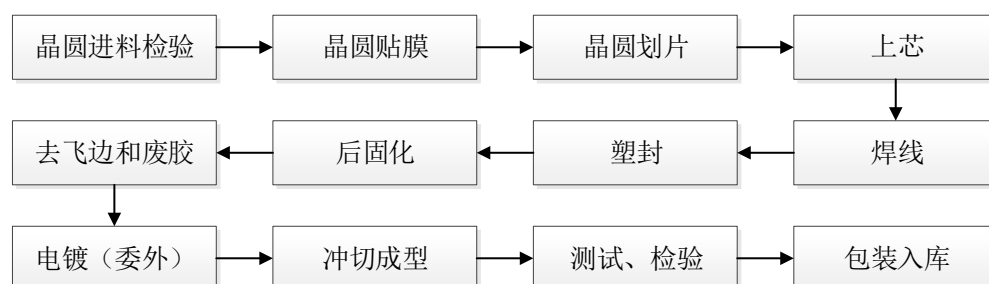 晶圆进料检验
晶圆贴膜
晶圆划片
上芯
焊线
塑封
后固化
去飞边和废胶
电镀（委外）
冲切成型
测试、检验
包装入库